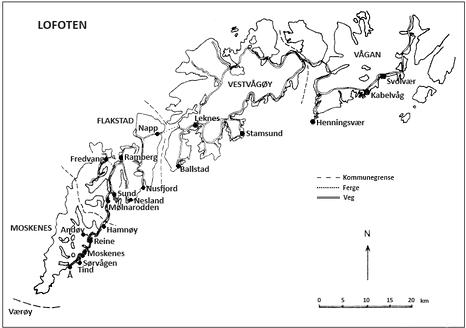 LOFOTEN
VÅGAN
Svolvær
Kabelvåg
VESTVÅGØY
Henningsvær
Leknes
Stamsund
FLAKSTAD
Napp
Ballstad
Fredvang
Ramberg
Nusfjord
Sund
Nesland
Mølnarodden
MOSKENES
Andøy
Hamnøy
Reine
Moskenes
Sørvågen
Tind
Å
Værøy
Kommunegrense
Ferge
Veg
N
0 5 10 15 20 km